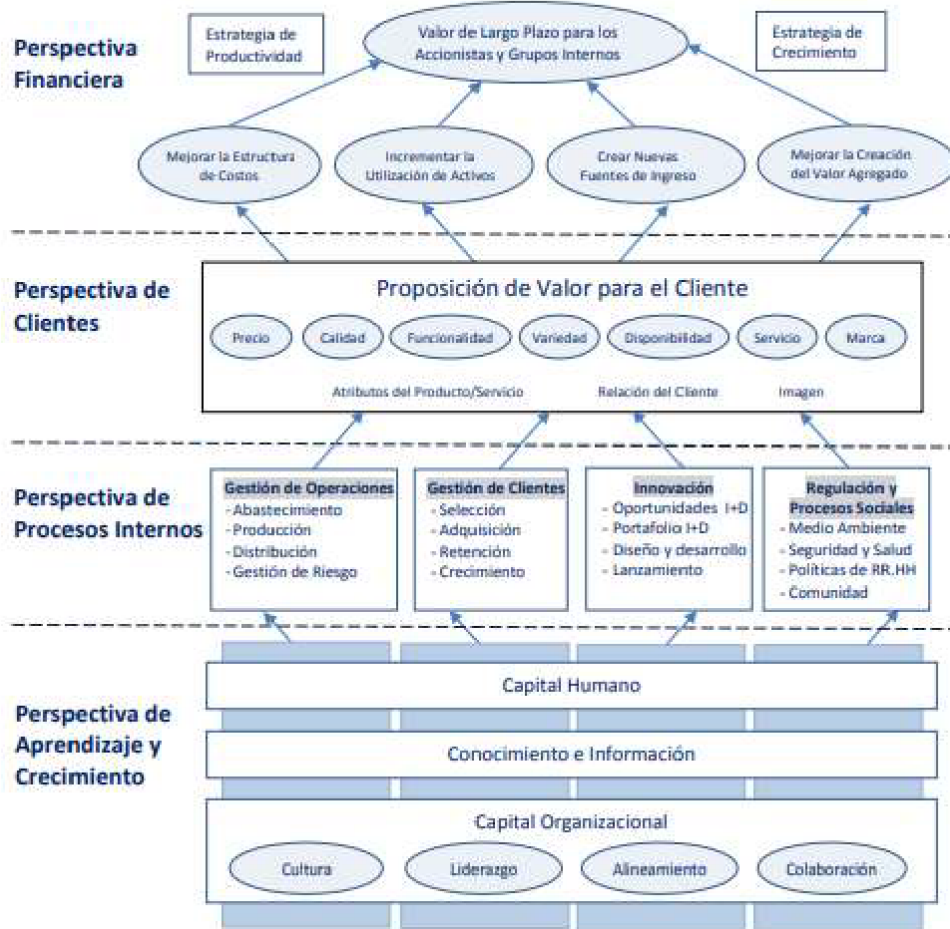 Perspectiva
Financiera
Estrategia de
Productividad
Valor de Largo Plazo para los
Accionistas y Grupos Internos
Estrategia de
Crecimiento
Mejorar la Estructura
de Costos
Incrementar la
Utilización de Activos
Crear Nuevas
Fuentes de Ingreso
Mejorar la Creación
del Valor Agregado
Perspectiva de
Clientes
Proposición de Valor para el Cliente
Precio
Calidad
Funcionalidad
Variedad
Disponibilidad
Servicio
Marca
Atributos del Producto/Servicio
Relación del Cliente
Imagen
Perspectiva de
Procesos Internos
Gestión de Operaciones
- Abastecimiento
- Producción
- Distribución
- Gestión de Riesgo
Gestión de Clientes
- Selección
- Adquisición
- Retención
- Crecimiento
Innovación
- Oportunidades I+D
- Portafolio I+D
- Diseño y desarrollo
- Lanzamiento
Regulación y
Procesos Sociales
- Medio Ambiente
- Seguridad y Salud
- Políticas de RR.HH
- Comunidad
Perspectiva de
Aprendizaje y
Crecimiento
Capital Humano
Conocimiento e Información
Capital Organizacional
Cultura
Liderazgo
Alineamiento
Colaboración